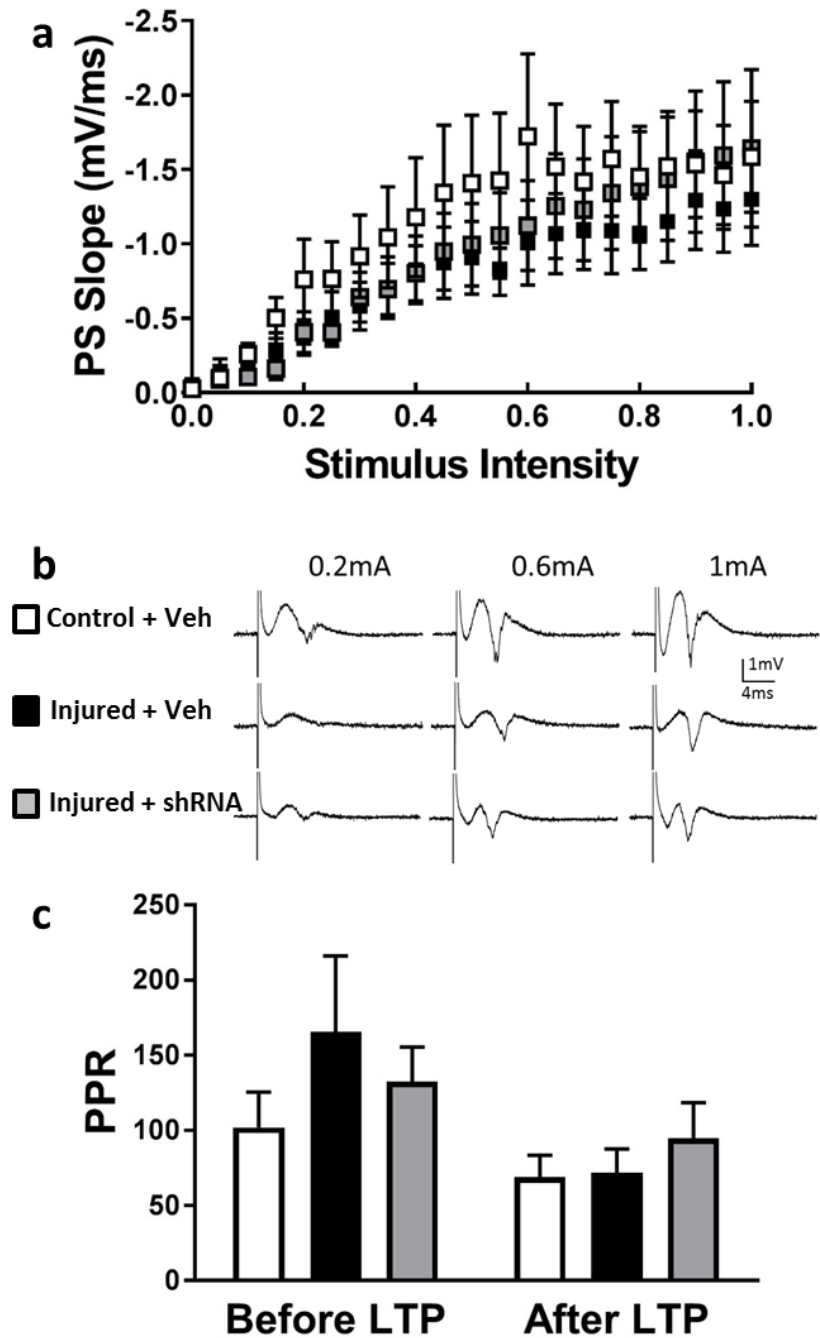 a
-2.5
-2.0
-1.5
-1.0
-0.5
0.0
PS Slope (mV/ms)
0.0 0.2 0.4 0.6 0.8 1.0
Stimulus Intensity
b
0.2mA 0.6mA 1mA
Control + Veh
1mV
4ms
Injured + Veh
Injured + shRNA
c
250
200
150
100
50
0
PPR
Before LTP After LTP